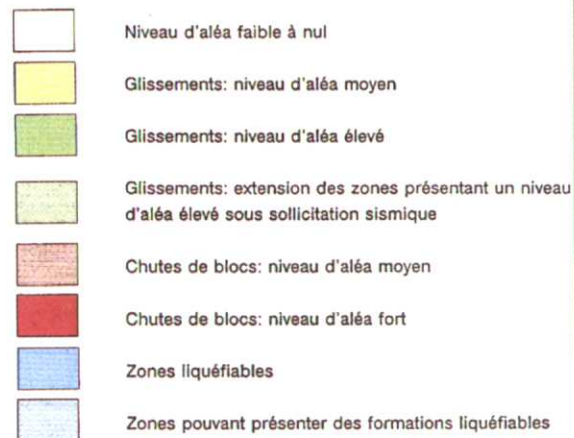 Niveau d'aléa faible à nul
Glissements: niveau d'aléa moyen
Glissements: niveau d'aléa élevé
Glissements: extension des zones présentant un niveau
d'aléa élevé sous sollicitation sismique
Chutes de blocs: niveau d'aléa moyen
Chutes de blocs: niveau d'aléa fort
Zones liquéfiables
Zones pouvant présenter des formations liquéfiables